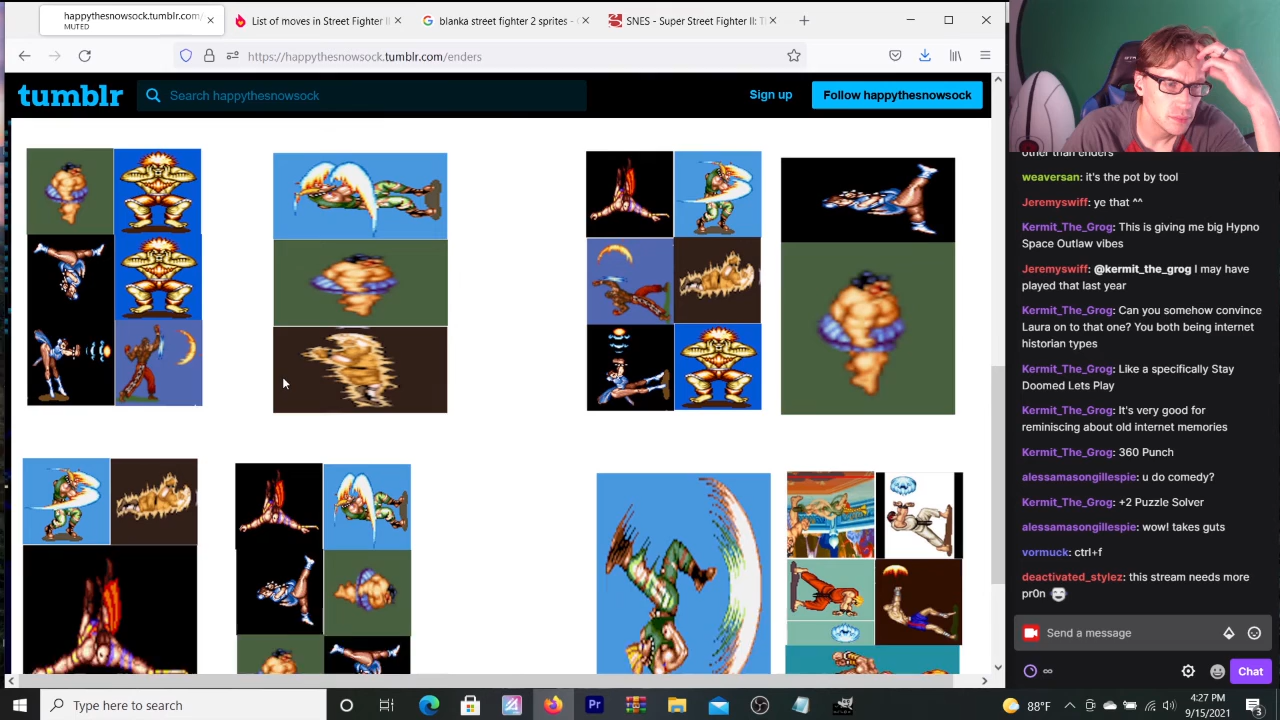 happythesnowsock.tumblr.com/
MUTED
List of moves in Street Fighter I
blanka street fighter 2 sprites -
SNES - Super Street Fighter II: T
https://happythesnowsock.tumblr.com/enders
tumblr
Search happythesnowsock
Sign up
Follow happythesnowsock
other than enders
weaversan: it's the pot by tool
Jeremyswiff: ye that ^^
Kermit_The_Grog: This is giving me big Hypno
Space Outlaw vibes
Jeremyswiff: @kermit_the_grog I may have
played that last year
Kermit_The_Grog: Can you somehow convince
Laura on to that one? You both being internet
historian types
Kermit_The_Grog: Like a specifically Stay
Doomed Lets Play
Kermit_The_Grog: It's very good for
reminiscing about old internet memories
Kermit_The_Grog: 360 Punch
alessamasongillespie: u do comedy?
Kermit_The_Grog: +2 Puzzle Solver
alessamasongillespie: wow! takes guts
vormuck: ctrl+f
deactivated_stylez: this stream needs more
pr0n
Send a message
Chat
Type here to search
Pr
88°F
4:27 PM
9/15/2021
3